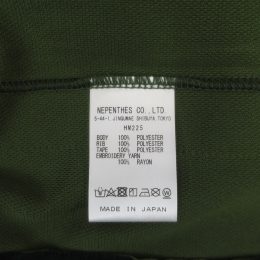 NEPENTHES CO. LTD
5-44-1, JINGUMAE SHIBUYA TOKYO
HM225
BODY 100% POLYESTER
RIB 100% POLYESTER
TAPE 100% POLYESTER
EMBROIDERY YARN
100% RAYON
MADE IN JAPAN